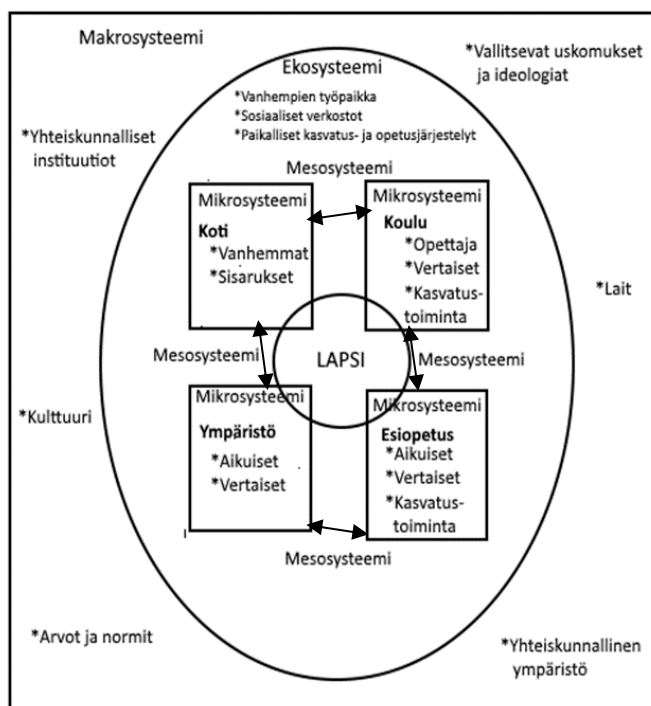 Makrosysteemi
*Vallitsevat uskomukset
ja ideologiat
Ekosysteemi
*Vanhempien työpaikka
*Sosiaaliset verkostot
*Paikalliset kasvatus- ja opetusjärjestelyt
*Yhteiskunnalliset
instituutiot
Mesosysteemi
Mikrosysteemi
Koti
*Vanhemmat
*Sisarukset
Mikrosysteemi
Koulu
*Opettaja
*Vertaiset
*Kasvatus-
toiminta
*Lait
Mesosysteemi
LAPSI
Mesosysteemi
*Kulttuuri
Mikrosysteemi
Ympäristö
*Aikuiset
*Vertaiset
Mikrosysteemi
Esiopetus
*Aikuiset
*Vertaiset
*Kasvatus-
toiminta
Mesosysteemi
*Arvot ja normit
*Yhteiskunnallinen
ympäristö